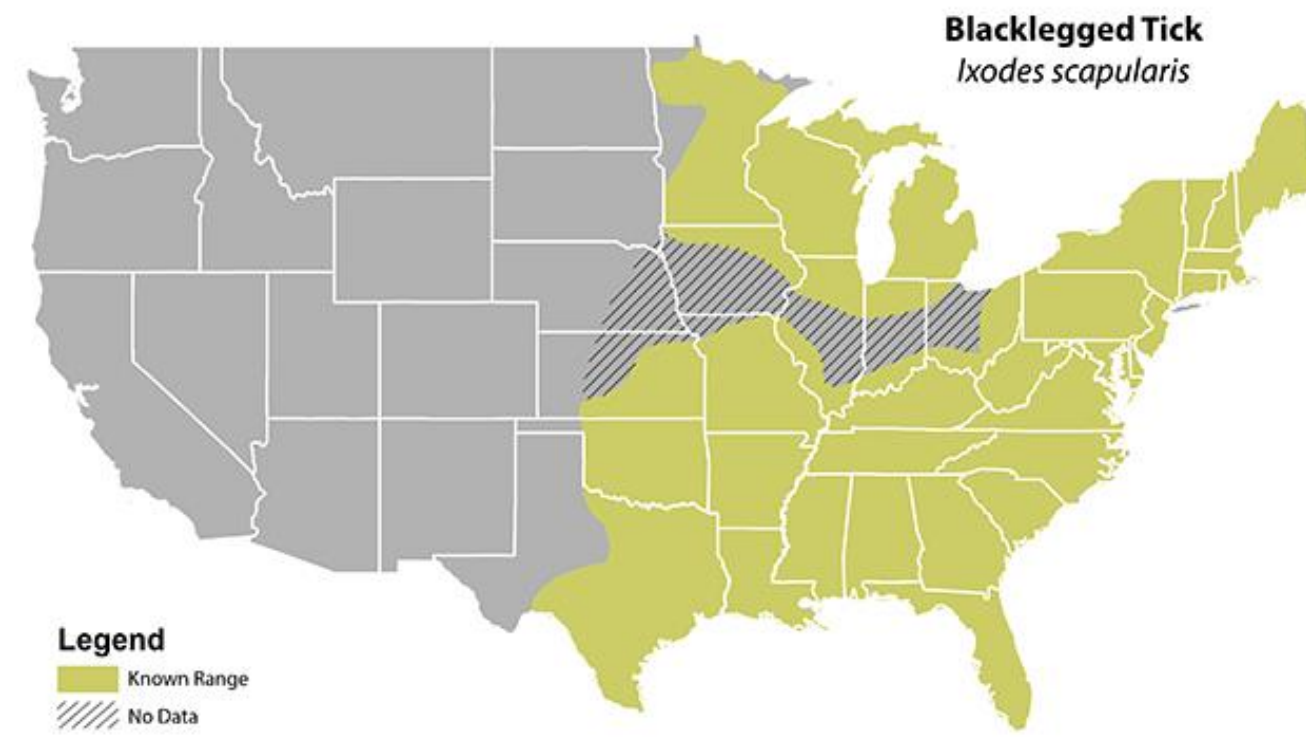 Blacklegged Tick
Ixodes scapularis
Legend
Known Range
No Data